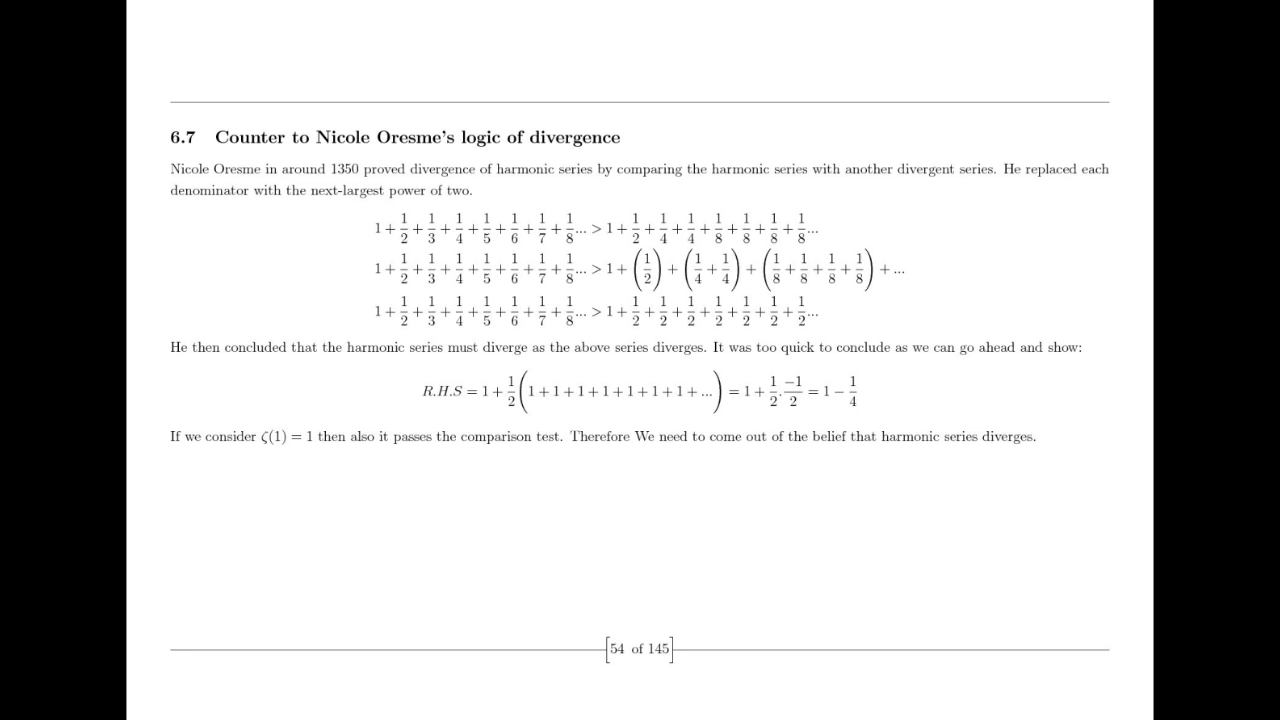 6.7 Counter to Nicole Oresme's logic of divergence
Nicole Oresme in around 1350 proved divergence of harmonic series by comparing the harmonic series with another divergent series. He replaced each
denominator with the next-largest power of two.
1 + 1/2 + 1/3 + 1/4 + 1/5 + 1/6 + 1/7 + 1/8 ... > 1 + 1/2 + 1/4 + 1/4 + 1/8 + 1/8 + 1/8 + 1/8 ...
1 + 1/2 + 1/3 + 1/4 + 1/5 + 1/6 + 1/7 + 1/8 ... > 1 + (1/2) + (1/4 + 1/4) + (1/8 + 1/8 + 1/8 + 1/8) + ...
1 + 1/2 + 1/3 + 1/4 + 1/5 + 1/6 + 1/7 + 1/8 ... > 1 + 1/2 + 1/2 + 1/2 + 1/2 + 1/2 + 1/2 + 1/2 ...
He then concluded that the harmonic series must diverge as the above series diverges. It was too quick to conclude as we can go ahead and show:
R.H.S = 1 + 1/2 (1 + 1 + 1 + 1 + 1 + 1 + 1 + ...) = 1 + 1/2 . −1/2 = 1 − 1/4
If we consider ζ(1) = 1 then also it passes the comparison test. Therefore We need to come out of the belief that harmonic series diverges.
[54 of 145]